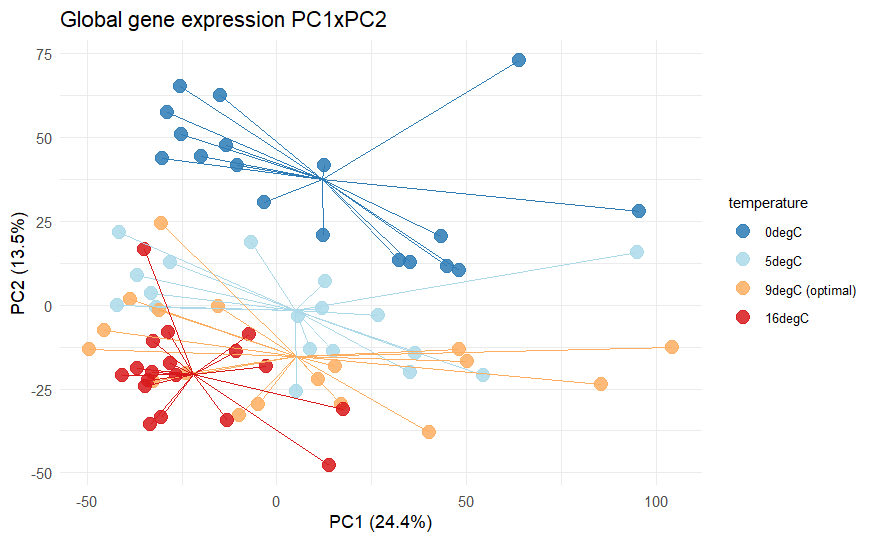 Global gene expression PC1xPC2
75
50
25
0
-25
-50
PC2 (13.5%)
-50
0
50
100
PC1 (24.4%)
temperature
0degC
5degC
9degC (optimal)
16degC